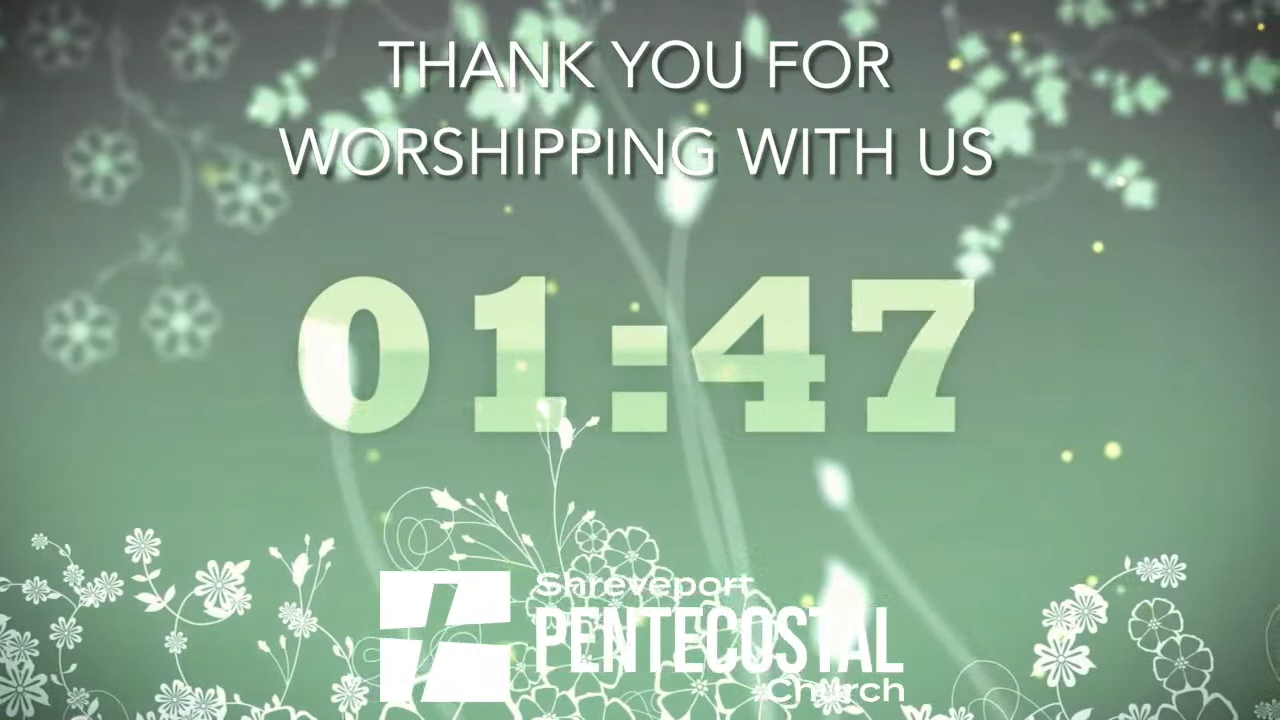 THANK YOU FOR
WORSHIPPING WITH US
01:47
Shreveport
PENTECOSTAL
Church